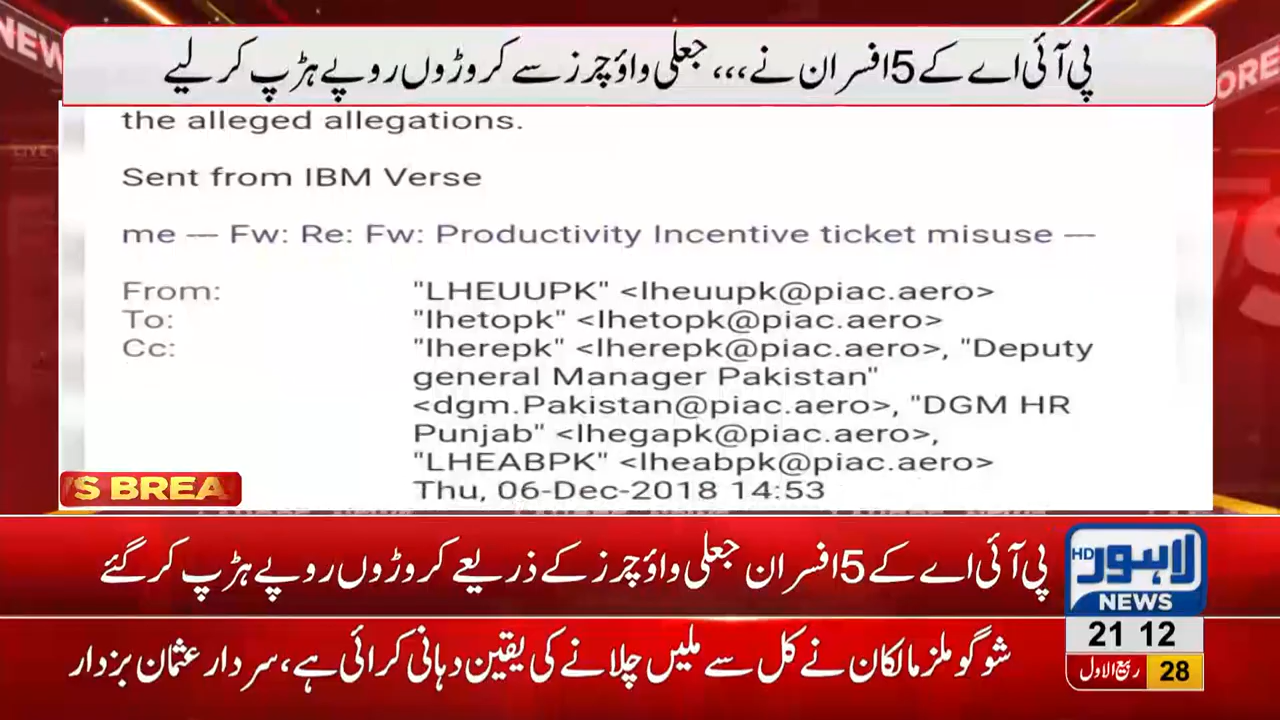 پی آئی اے کے 5 افسران نے ،،، جعلی واؤچرز سے کروڑوں روپے ہڑپ کر لیے
the alleged allegations.
Sent from IBM Verse
me --- Fw: Re: Fw: Productivity Incentive ticket misuse ---
From: "LHEUUPK" <lheuupk@piac.aero>
To: "lhetopk" <lhetopk@piac.aero>
Cc: "lherepk" <lherepk@piac.aero>, "Deputy
general Manager Pakistan"
<dgm.Pakistan@piac.aero>, "DGM HR
Punjab" <lhegapk@piac.aero>,
"LHEABPK" <lheabpk@piac.aero>
Thu, 06-Dec-2018 14:53
'S BREA
پی آئی اے کے 5 افسران جعلی واؤچرز کے ذریعے کروڑوں روپے ہڑپ کر گئے
لاہور HD
NEWS
21 12
شوگو ملز مالکان نے کل سے ملیں چلانے کی یقین دہانی کرائی ہے، سردار عثمان بزدار
28 ربیع الاول